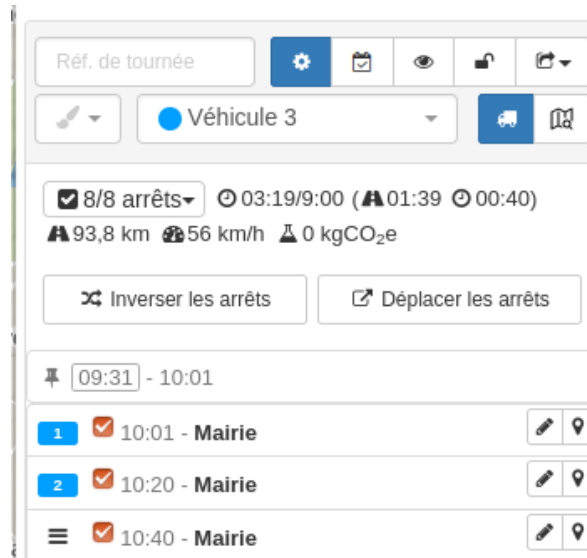 Réf. de tournée
Véhicule 3
8/8 arrêts 03:19/9:00 (01:39 00:40)
93,8 km 56 km/h 0 kgCO₂e
Inverser les arrêts Déplacer les arrêts
09:31 - 10:01
1 10:01 - Mairie
2 10:20 - Mairie
10:40 - Mairie